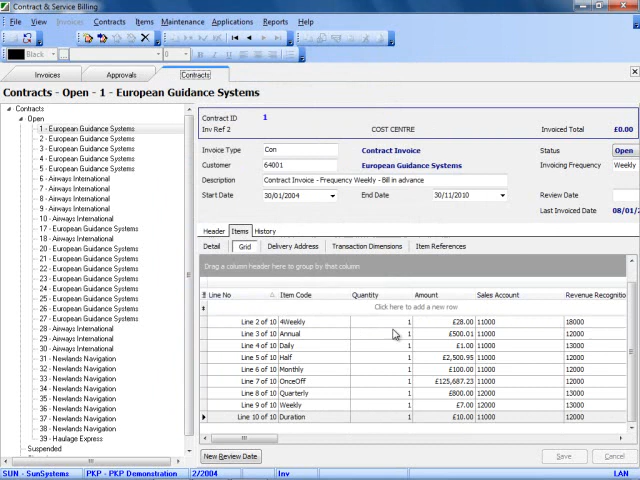 Contract & Service Billing
File View Invoices Contracts Items Maintenance Applications Reports Help
Black 0
Invoices Approvals Contracts
Contracts - Open - 1 - European Guidance Systems
Contracts
Open
1 - European Guidance Systems
2 - European Guidance Systems
3 - European Guidance Systems
4 - European Guidance Systems
5 - European Guidance Systems
6 - Airways International
7 - Airways International
8 - Airways International
9 - Airways International
10 - Airways International
17 - European Guidance Systems
18 - Airways International
20 - European Guidance Systems
21 - European Guidance Systems
22 - European Guidance Systems
23 - European Guidance Systems
24 - European Guidance Systems
26 - European Guidance Systems
27 - European Guidance Systems
28 - Airways International
29 - Airways International
30 - Airways International
31 - Newlands Navigation
33 - Newlands Navigation
34 - Newlands Navigation
35 - Newlands Navigation
36 - Newlands Navigation
37 - Newlands Navigation
38 - Newlands Navigation
39 - Haulage Express
Suspended
Contract ID 1
Inv Ref 2 COST CENTRE Invoiced Total £0.00
Invoice Type Con Contract Invoice Status Open
Customer 64001 European Guidance Systems Invoicing Frequency Weekly
Description Contract Invoice - Frequency Weekly - Bill in advance
Start Date 30/01/2004 End Date 30/11/2010 Review Date
Last Invoiced Date 08/01/2
Header Items History
Detail Grid Delivery Address Transaction Dimensions Item References
Drag a column header here to group by that column
Line No Item Code Quantity Amount Sales Account Revenue Recognitio
Click here to add a new row
Line 2 of 10 4Weekly 1 £28.00 11000 18000
Line 3 of 10 Annual 1 £500.01 11000 12000
Line 4 of 10 Daily 1 £1.00 11000 13000
Line 5 of 10 Half 1 £2,500.95 11000 12000
Line 6 of 10 Monthly 1 £100.00 11000 12000
Line 7 of 10 OnceOff 1 £125,687.23 11000 12000
Line 8 of 10 Quarterly 1 £800.00 12000 13000
Line 9 of 10 Weekly 1 £7.00 12000 13000
Line 10 of 10 Duration 1 £10.00 11000 12000
New Review Date Save Cancel
SUN - SunSystems PKP - PKP Demonstration 2/2004 Inv LAN